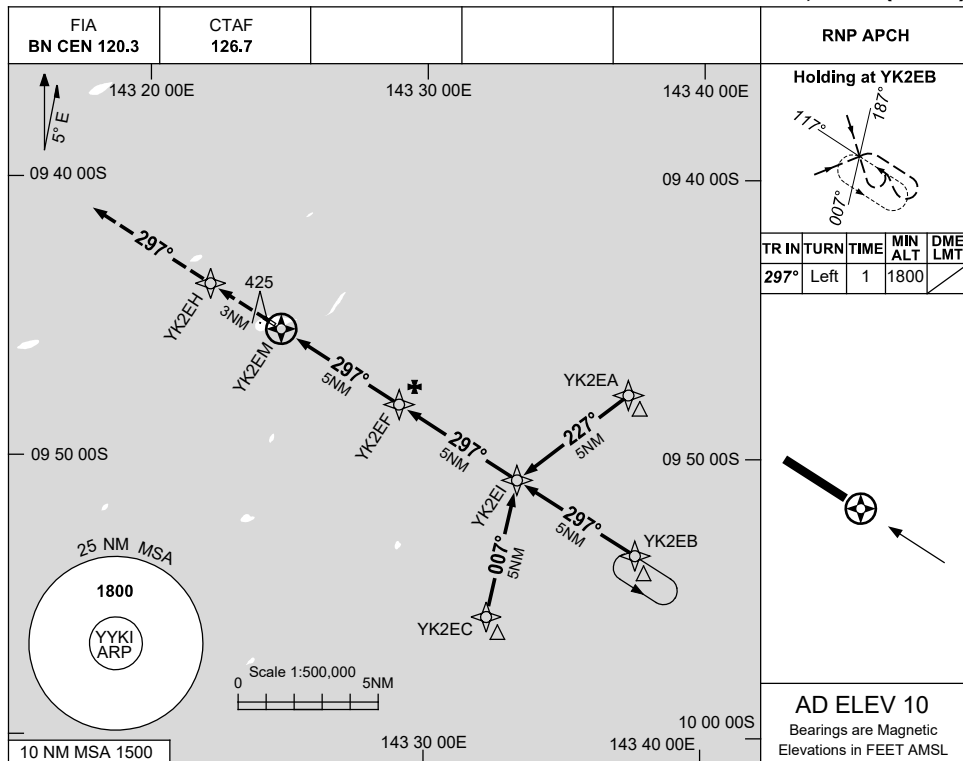 FIA
BN CEN 120.3
CTAF
126.7
RNP APCH
143 20 00E
143 30 00E
143 40 00E
5° E
09 40 00S
09 40 00S
297°
YK2EH
425
3NM
YK2EM
297°
5NM
YK2EF
297°
5NM
YK2EA
227°
5NM
09 50 00S
09 50 00S
YK2EI
297°
5NM
YK2EB
007°
5NM
YK2EC
25 NM MSA
1800
YYKI
ARP
Scale 1:500,000
0
5NM
10 NM MSA 1500
143 30 00E
143 40 00E
10 00 00S
Holding at YK2EB
117°
187°
007°
TR IN TURN TIME MIN ALT DME LMT
297° Left 1 1800
AD ELEV 10
Bearings are Magnetic
Elevations in FEET AMSL